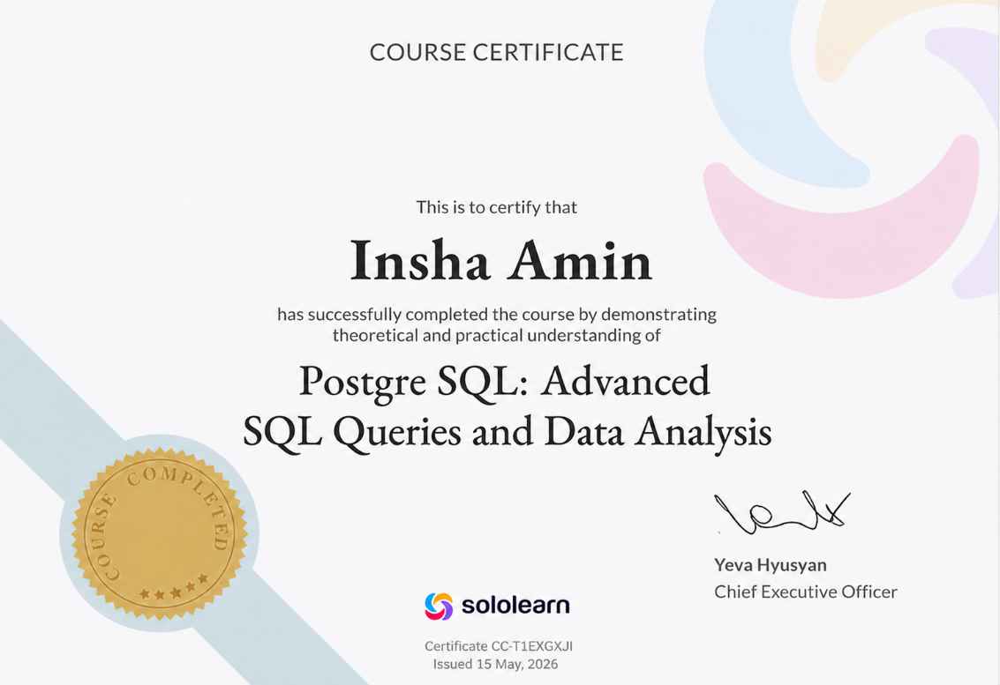 COURSE CERTIFICATE
This is to certify that
Insha Amin
has successfully completed the course by demonstrating
theoretical and practical understanding of
Postgre SQL: Advanced
SQL Queries and Data Analysis
COURSE COMPLETED
Yeva Hyusyan
Chief Executive Officer
sololearn
Certificate CC-T1EXGXJI
Issued 15 May, 2026